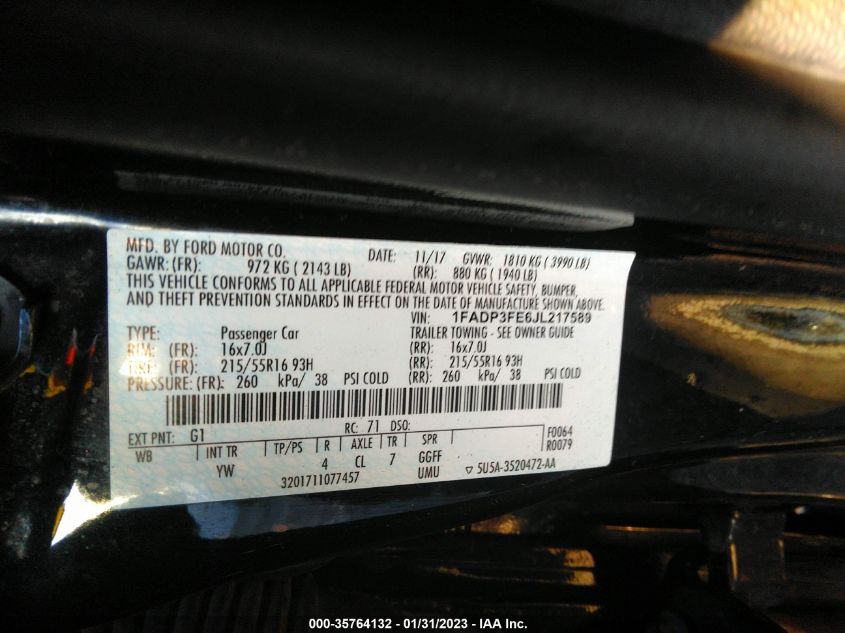 MFD. BY FORD MOTOR CO. DATE: 11/17 GVWR: 1810 KG ( 3990 LB)
GAWR: (FR): 972 KG ( 2143 LB) (RR): 880 KG ( 1940 LB)
THIS VEHICLE CONFORMS TO ALL APPLICABLE FEDERAL MOTOR VEHICLE SAFETY, BUMPER,
AND THEFT PREVENTION STANDARDS IN EFFECT ON THE DATE OF MANUFACTURE SHOWN ABOVE.
VIN: 1FADP3FE6JL217589
TYPE: Passenger Car TRAILER TOWING - SEE OWNER GUIDE
RIM: (FR): 16x7.0J (RR): 16x7.0J
TIRE: (FR): 215/55R16 93H (RR): 215/55R16 93H
PRESSURE: (FR): 260 kPa/ 38 PSI COLD (RR): 260 kPa/ 38 PSI COLD
EXT PNT: G1 RC: 71 DSO: F0064
WB INT TR TP/PS R AXLE TR SPR R0079
YW 4 CL 7 GGFF
3201711077457 UMU ▽ 5U5A-3520472-AA
000-35764132 - 01/31/2023 - IAA Inc.